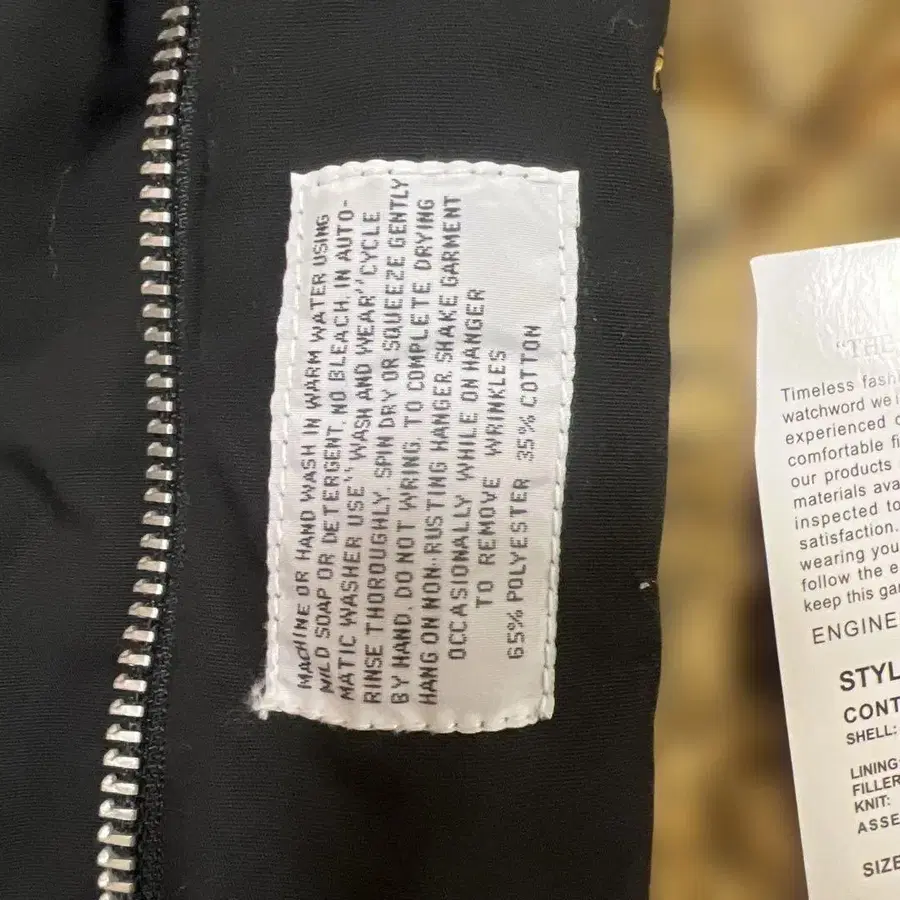 MACHINE OR HAND WASH IN WARM WATER USING
MILD SOAP OR DETERGENT. NO BLEACH. IN AUTO-
MATIC WASHER USE" WASH AND WEAR"CYCLE
RINSE THOROUGHLY. SPIN DRY OR SQUEEZE GENTLY
BY HAND. DO NOT WRING. TO COMPLETE DRYING
HANG ON NON-RUSTING HANGER. SHAKE GARMENT
OCCASIONALLY WHILE ON HANGER
TO REMOVE WRINKLES
65% POLYESTER 35% COTTON
"THE
Timeless fash
watchword we
experienced
comfortable fi
our products
materials ava
inspected to
satisfaction.
wearing you
follow the e
keep this gar
ENGINE
STYL
CONT
SHELL:
LINING
FILLER
KNIT:
ASSE
SIZE